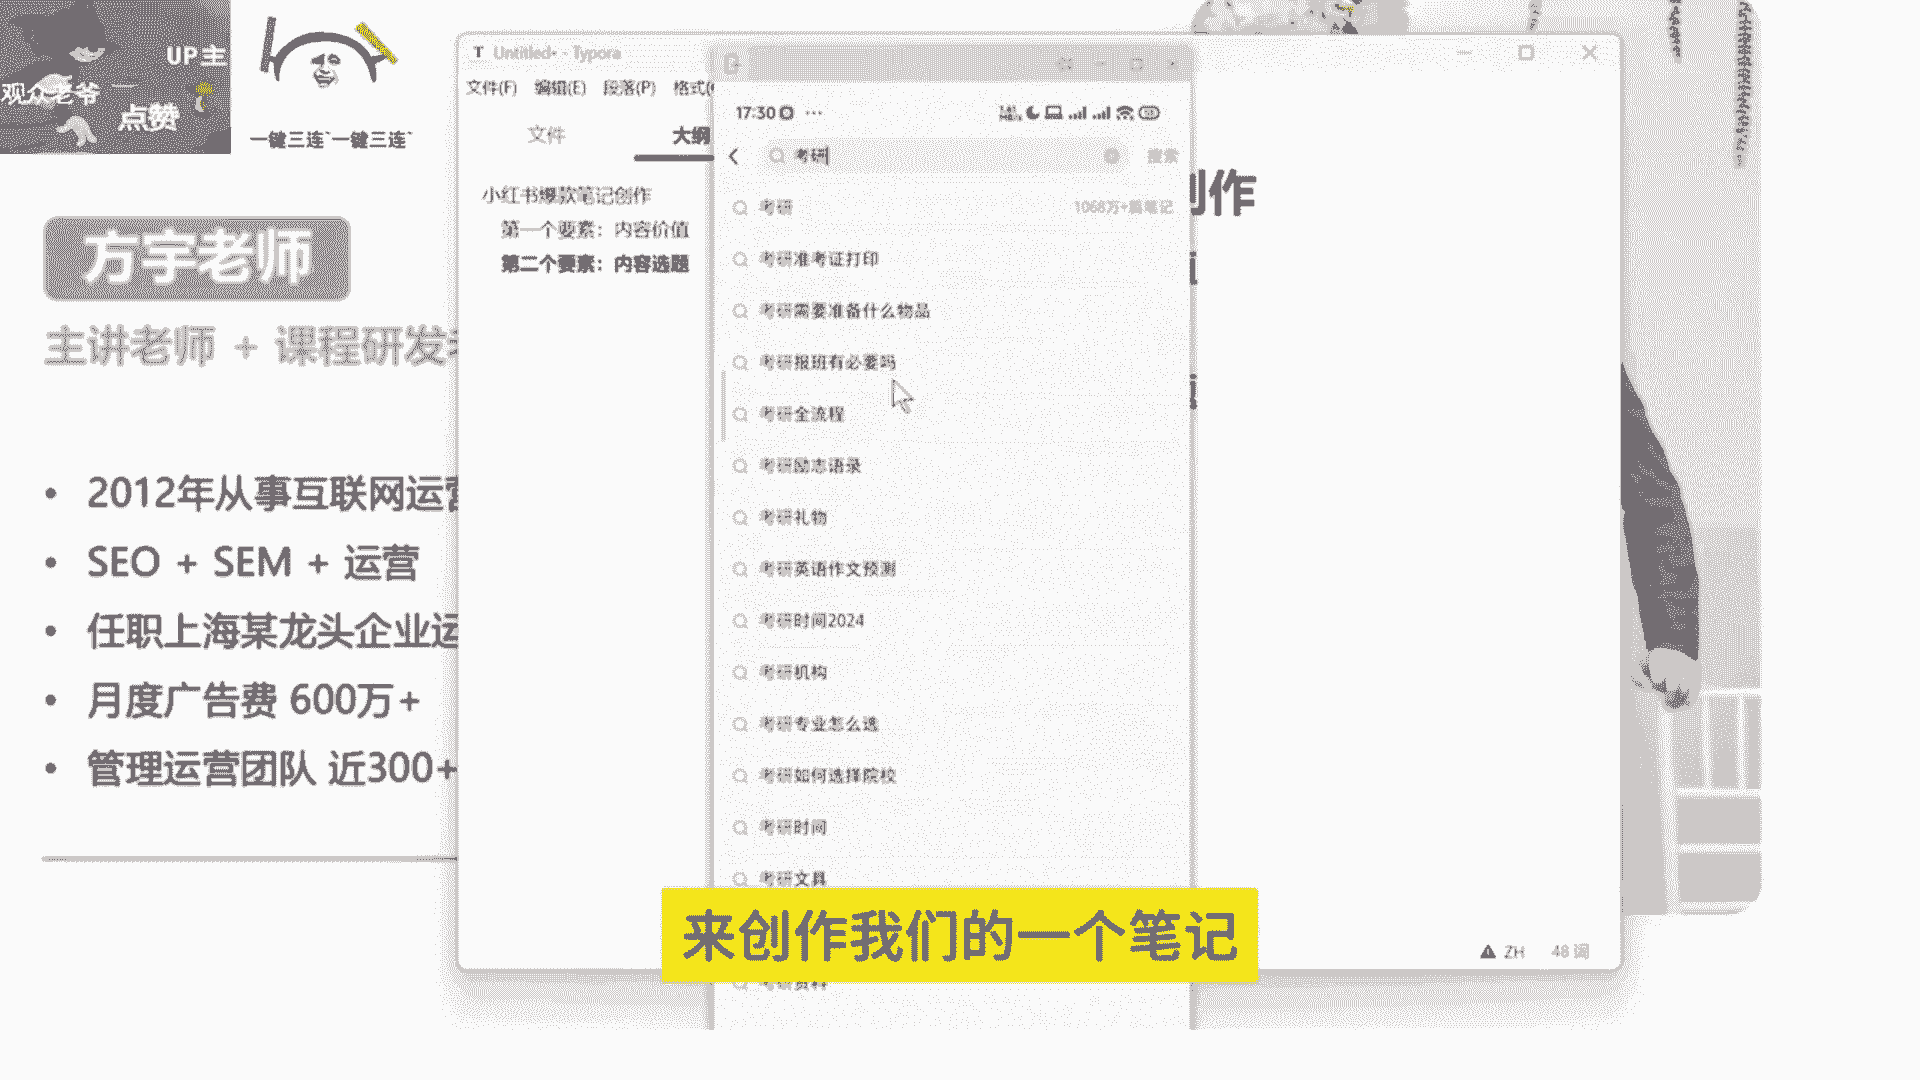 UP主
观众老爷
点赞
一键三连~一键三连~
方宇老师
主讲老师 + 课程研发
2012年从事互联网运营
SEO + SEM + 运营
任职上海某龙头企业运
月度广告费 600万+
管理运营团队 近300+
Untitled• - Typora
文件(F) 编辑(E) 段落(P) 格式(
文件 大纲
小红书爆款笔记创作
第一个要素：内容价值
第二个要素：内容选题
17:30
考研 搜索
考研 1068万+篇笔记
考研准考证打印
考研需要准备什么物品
考研报班有必要吗
考研全流程
考研励志语录
考研礼物
考研英语作文预测
考研时间2024
考研机构
考研专业怎么选
考研如何选择院校
考研时间
考研文具
考研资料
创作
来创作我们的一个笔记
ZH 48 词